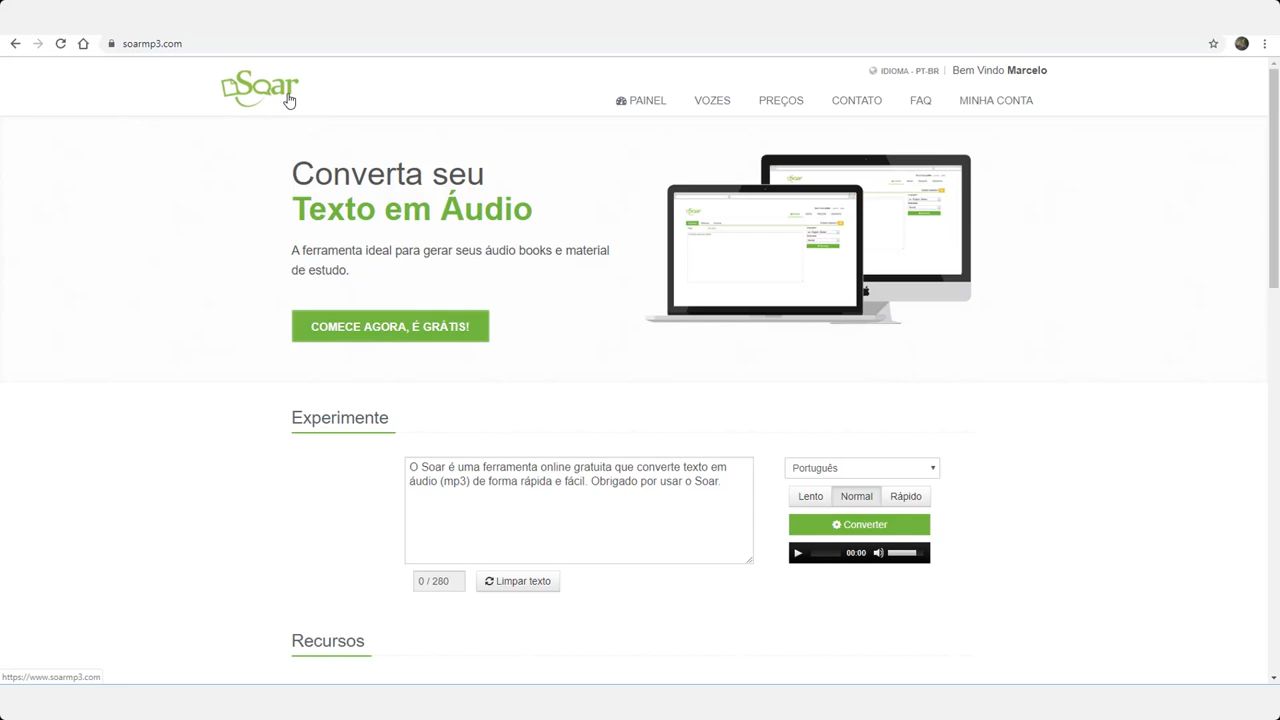 soarmp3.com
Soar
IDIOMA - PT-BR
Bem Vindo Marcelo
PAINEL
VOZES
PREÇOS
CONTATO
FAQ
MINHA CONTA
Converta seu
Texto em Áudio
A ferramenta ideal para gerar seus áudio books e material
de estudo.
COMECE AGORA, É GRÁTIS!
Experimente
O Soar é uma ferramenta online gratuita que converte texto em
áudio (mp3) de forma rápida e fácil. Obrigado por usar o Soar.
Português
Lento
Normal
Rápido
Converter
00:00
0 / 280
Limpar texto
Recursos
https://www.soarmp3.com